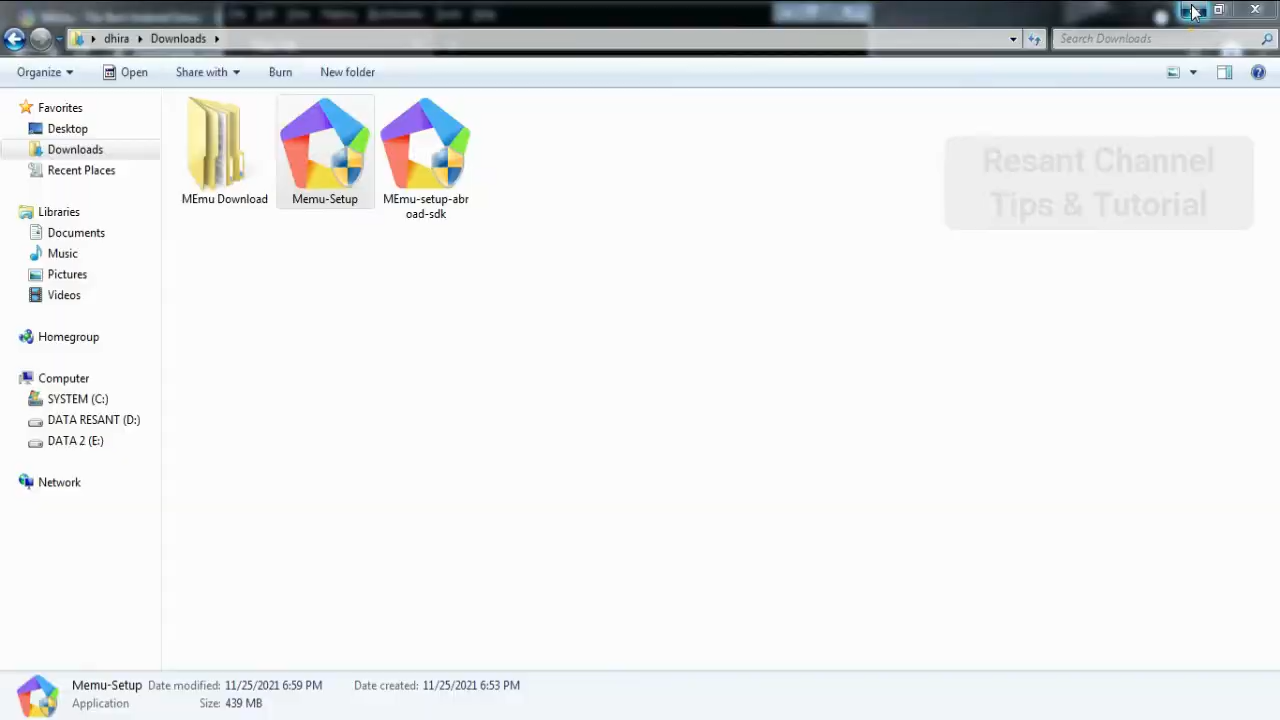 dhira
Downloads
Search Downloads
Organize
Open
Share with
Burn
New folder
Favorites
Desktop
Downloads
Recent Places
Libraries
Documents
Music
Pictures
Videos
Homegroup
Computer
SYSTEM (C:)
DATA RESANT (D:)
DATA 2 (E:)
Network
MEmu Download
Memu-Setup
MEmu-setup-abr
oad-sdk
Resant Channel
Tips & Tutorial
Memu-Setup Date modified: 11/25/2021 6:59 PM Date created: 11/25/2021 6:53 PM
Application Size: 439 MB